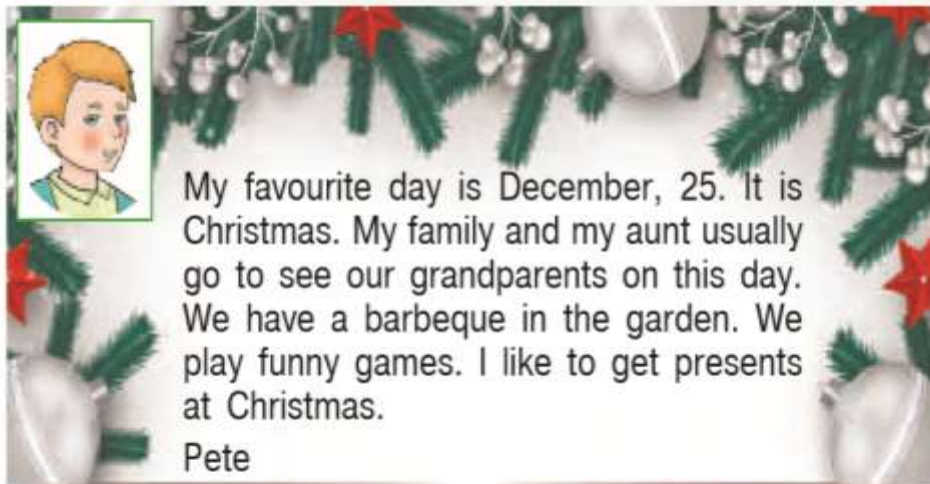 My favourite day is December, 25. It is
Christmas. My family and my aunt usually
go to see our grandparents on this day.
We have a barbeque in the garden. We
play funny games. I like to get presents
at Christmas.
Pete